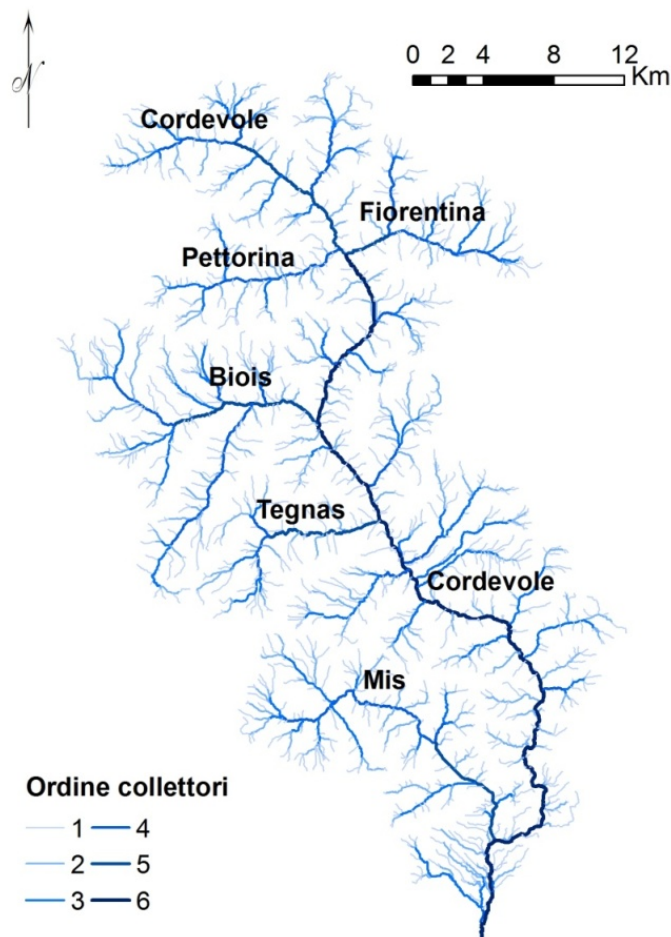 N
0 2 4 8 12
Km
Cordevole
Fiorentina
Pettorina
Biois
Tegnas
Cordevole
Mis
Ordine collettori
1 4
2 5
3 6